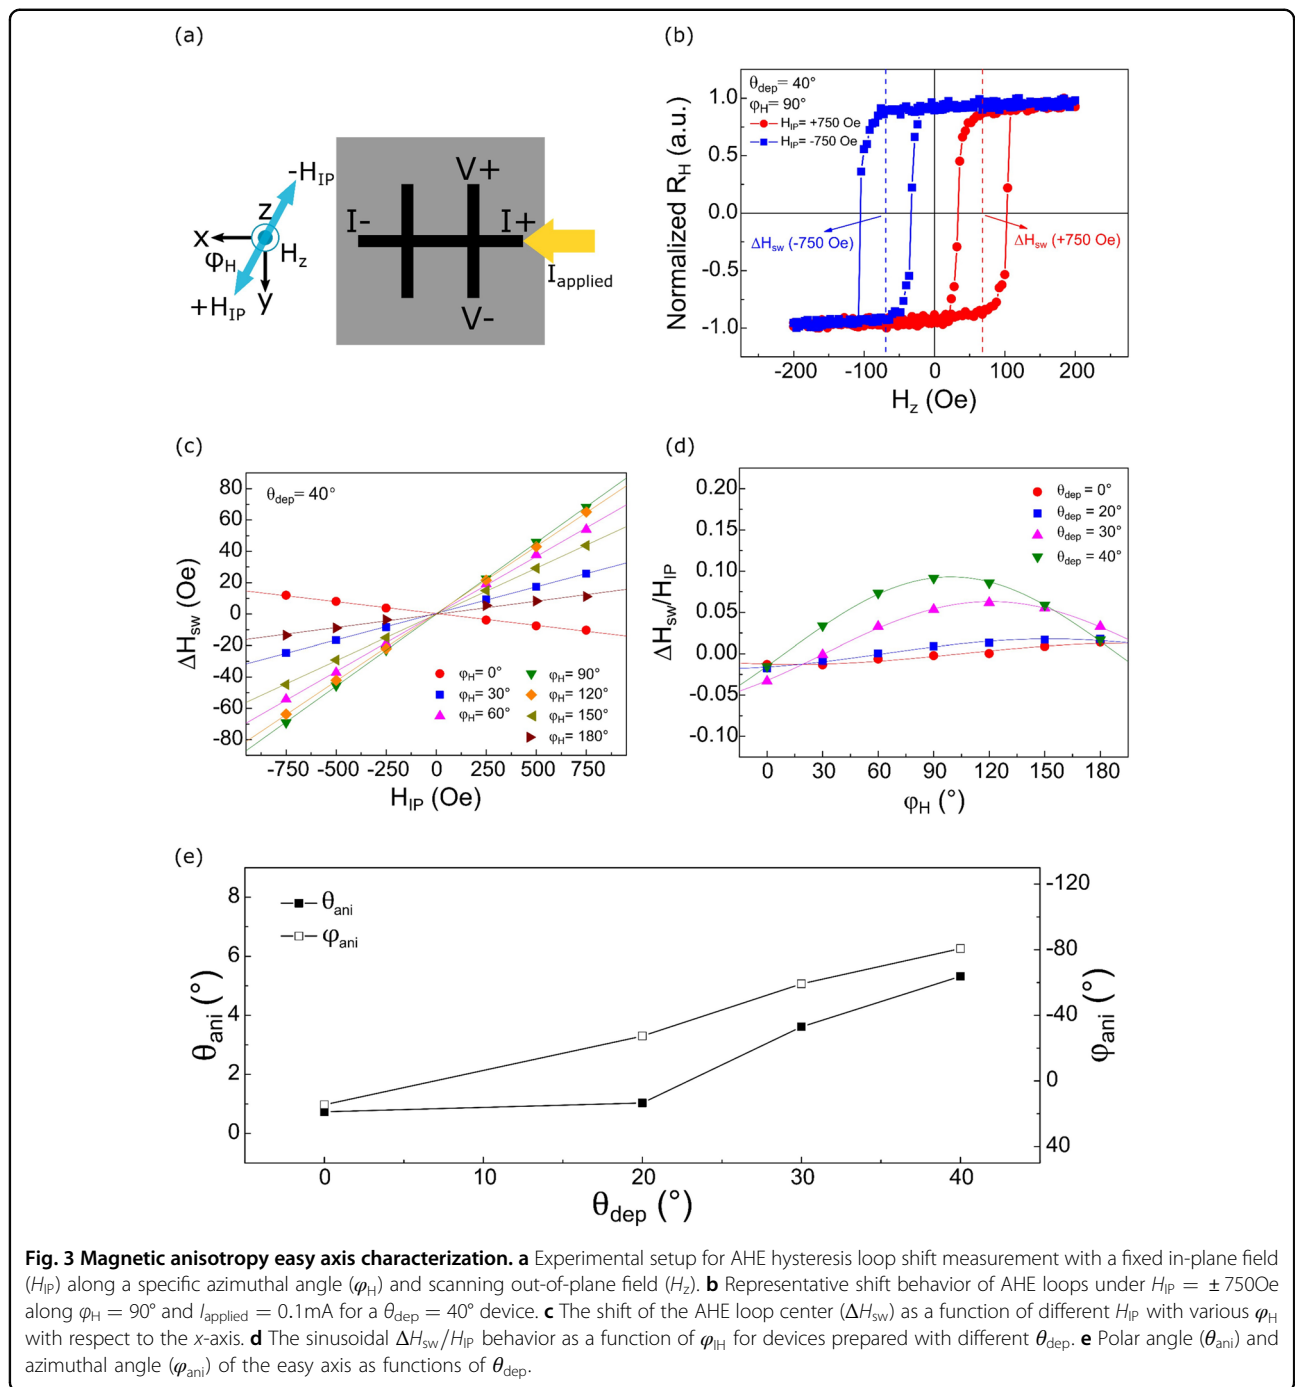 (a)
-H_IP
z
x
φ_H
H_z
+H_IP
y
V+
I-
I+
I_applied
V-
(b)
θ_dep = 40°
φ_H = 90°
H_IP = +750 Oe
H_IP = -750 Oe
Normalized R_H (a.u.)
1.0
0.5
0.0
-0.5
-1.0
ΔH_sw (-750 Oe)
ΔH_sw (+750 Oe)
-200 -100 0 100 200
H_z (Oe)
(c)
θ_dep = 40°
ΔH_sw (Oe)
80
60
40
20
0
-20
-40
-60
-80
φ_H = 0°
φ_H = 30°
φ_H = 60°
φ_H = 90°
φ_H = 120°
φ_H = 150°
φ_H = 180°
-750 -500 -250 0 250 500 750
H_IP (Oe)
(d)
θ_dep = 0°
θ_dep = 20°
θ_dep = 30°
θ_dep = 40°
ΔH_sw/H_IP
0.20
0.15
0.10
0.05
0.00
-0.05
-0.10
0 30 60 90 120 150 180
φ_H (°)
(e)
θ_ani
φ_ani
θ_ani (°)
8
6
4
2
0
-120
-80
-40
0
40
φ_ani (°)
0 10 20 30 40
θ_dep (°)
Fig. 3 Magnetic anisotropy easy axis characterization. a Experimental setup for AHE hysteresis loop shift measurement with a fixed in-plane field
(H_IP) along a specific azimuthal angle (φ_H) and scanning out-of-plane field (H_z). b Representative shift behavior of AHE loops under H_IP = ± 750Oe
along φ_H = 90° and I_applied = 0.1mA for a θ_dep = 40° device. c The shift of the AHE loop center (ΔH_sw) as a function of different H_IP with various φ_H
with respect to the x-axis. d The sinusoidal ΔH_sw/H_IP behavior as a function of φ_IH for devices prepared with different θ_dep. e Polar angle (θ_ani) and
azimuthal angle (φ_ani) of the easy axis as functions of θ_dep.